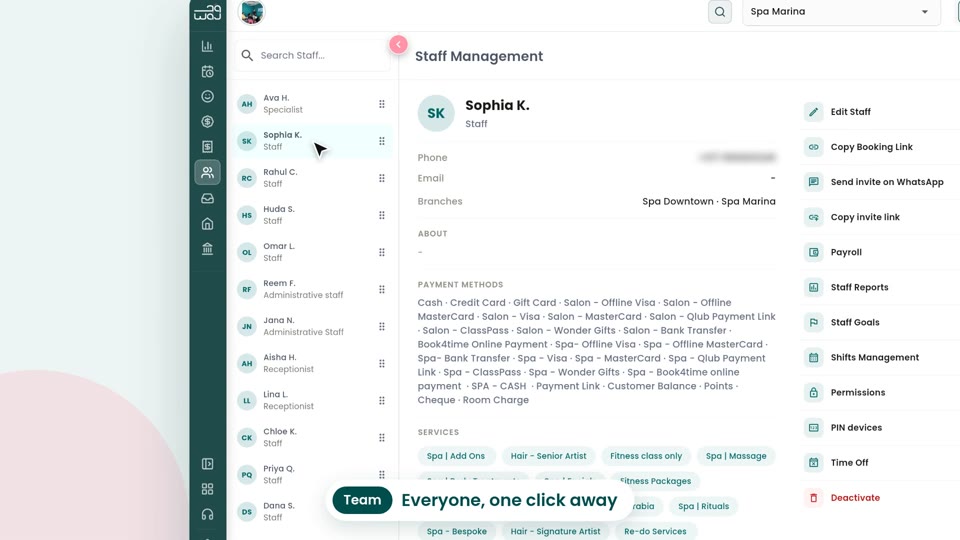 Spa Marina
Search Staff...
Staff Management
AH
Ava H.
Specialist
SK
Sophia K.
Staff
RC
Rahul C.
Staff
HS
Huda S.
Staff
OL
Omar L.
Staff
RF
Reem F.
Administrative staff
JN
Jana N.
Administrative Staff
AH
Aisha H.
Receptionist
LL
Lina L.
Receptionist
CK
Chloe K.
Staff
PQ
Priya Q.
Staff
DS
Dana S.
Staff
SK
Sophia K.
Staff
Phone
Email -
Branches Spa Downtown · Spa Marina
ABOUT
-
PAYMENT METHODS
Cash · Credit Card · Gift Card · Salon - Offline Visa · Salon - Offline
MasterCard · Salon - Visa · Salon - MasterCard · Salon - Qlub Payment Link
· Salon - ClassPass · Salon - Wonder Gifts · Salon - Bank Transfer ·
Book4time Online Payment · Spa- Offline Visa · Spa - Offline MasterCard ·
Spa- Bank Transfer · Spa - Visa · Spa - MasterCard · Spa - Qlub Payment
Link · Spa - ClassPass · Spa - Wonder Gifts · Spa - Book4time online
payment · SPA - CASH · Payment Link · Customer Balance · Points ·
Cheque · Room Charge
SERVICES
Spa | Add Ons
Hair - Senior Artist
Fitness class only
Spa | Massage
Fitness Packages
Spa | Rituals
Spa - Bespoke
Hair - Signature Artist
Re-do Services
Edit Staff
Copy Booking Link
Send invite on WhatsApp
Copy invite link
Payroll
Staff Reports
Staff Goals
Shifts Management
Permissions
PIN devices
Time Off
Deactivate
Team Everyone, one click away